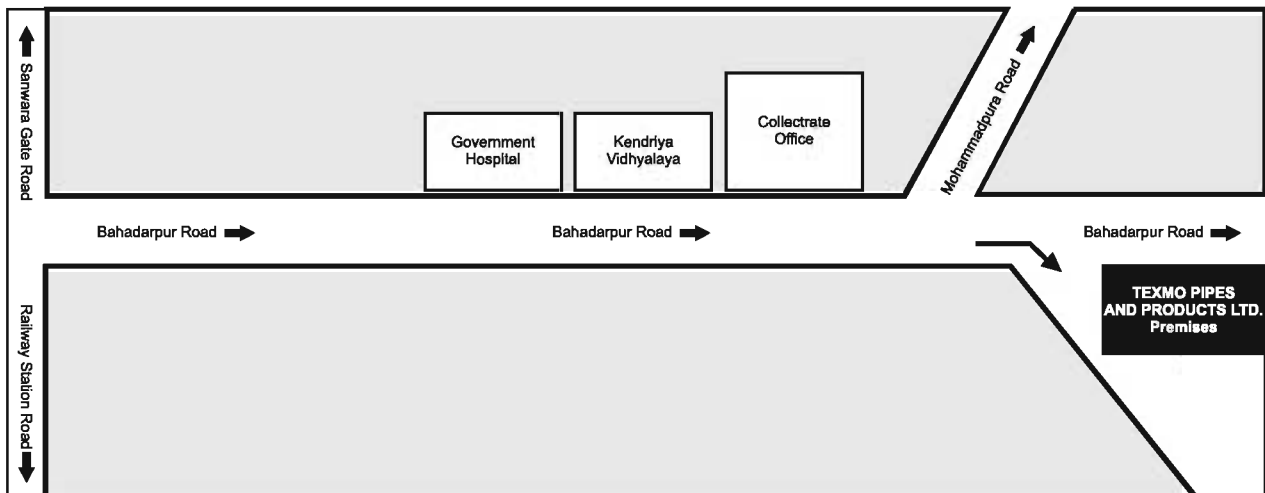 Sanwara Gate Road
Government
Hospital
Kendriya
Vidhyalaya
Collectrate
Office
Mohammadpura Road
Bahadarpur Road
Bahadarpur Road
Bahadarpur Road
TEXMO PIPES
AND PRODUCTS LTD.
Premises
Railway Station Road